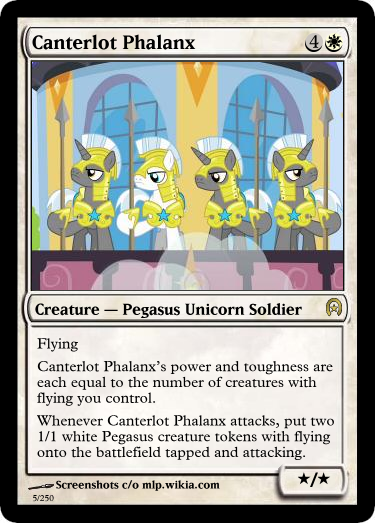 Canterlot Phalanx 4
Creature — Pegasus Unicorn Soldier
Flying
Canterlot Phalanx's power and toughness are
each equal to the number of creatures with
flying you control.
Whenever Canterlot Phalanx attacks, put two
1/1 white Pegasus creature tokens with flying
onto the battlefield tapped and attacking.
Screenshots c/o mlp.wikia.com
★/★
5/250